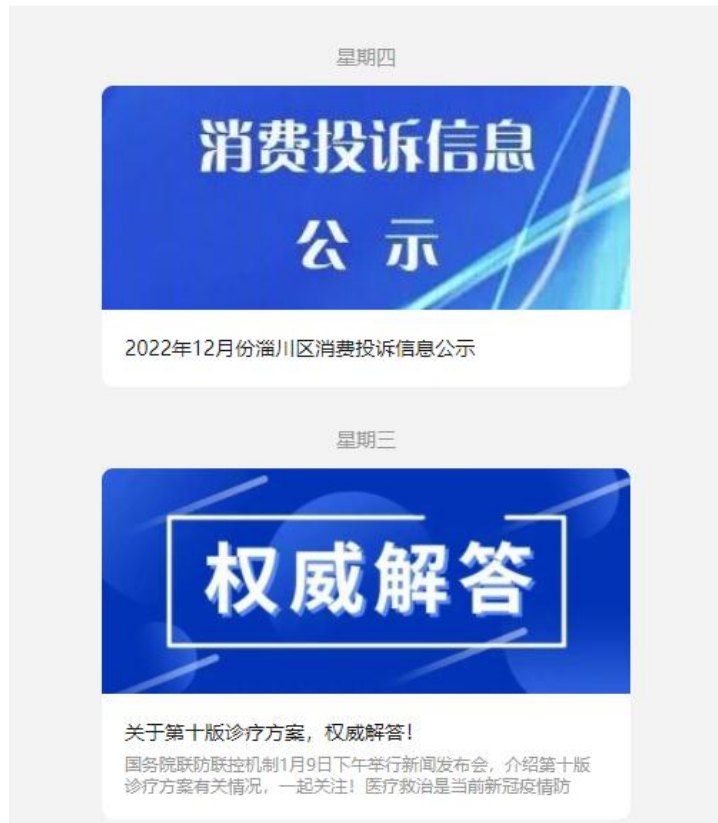 星期四
消费投诉信息
公示
2022年12月份淄川区消费投诉信息公示
星期三
权威解答
关于第十版诊疗方案，权威解答！
国务院联防联控机制1月9日下午举行新闻发布会，介绍第十版
诊疗方案有关情况，一起关注！医疗救治是当前新冠疫情防